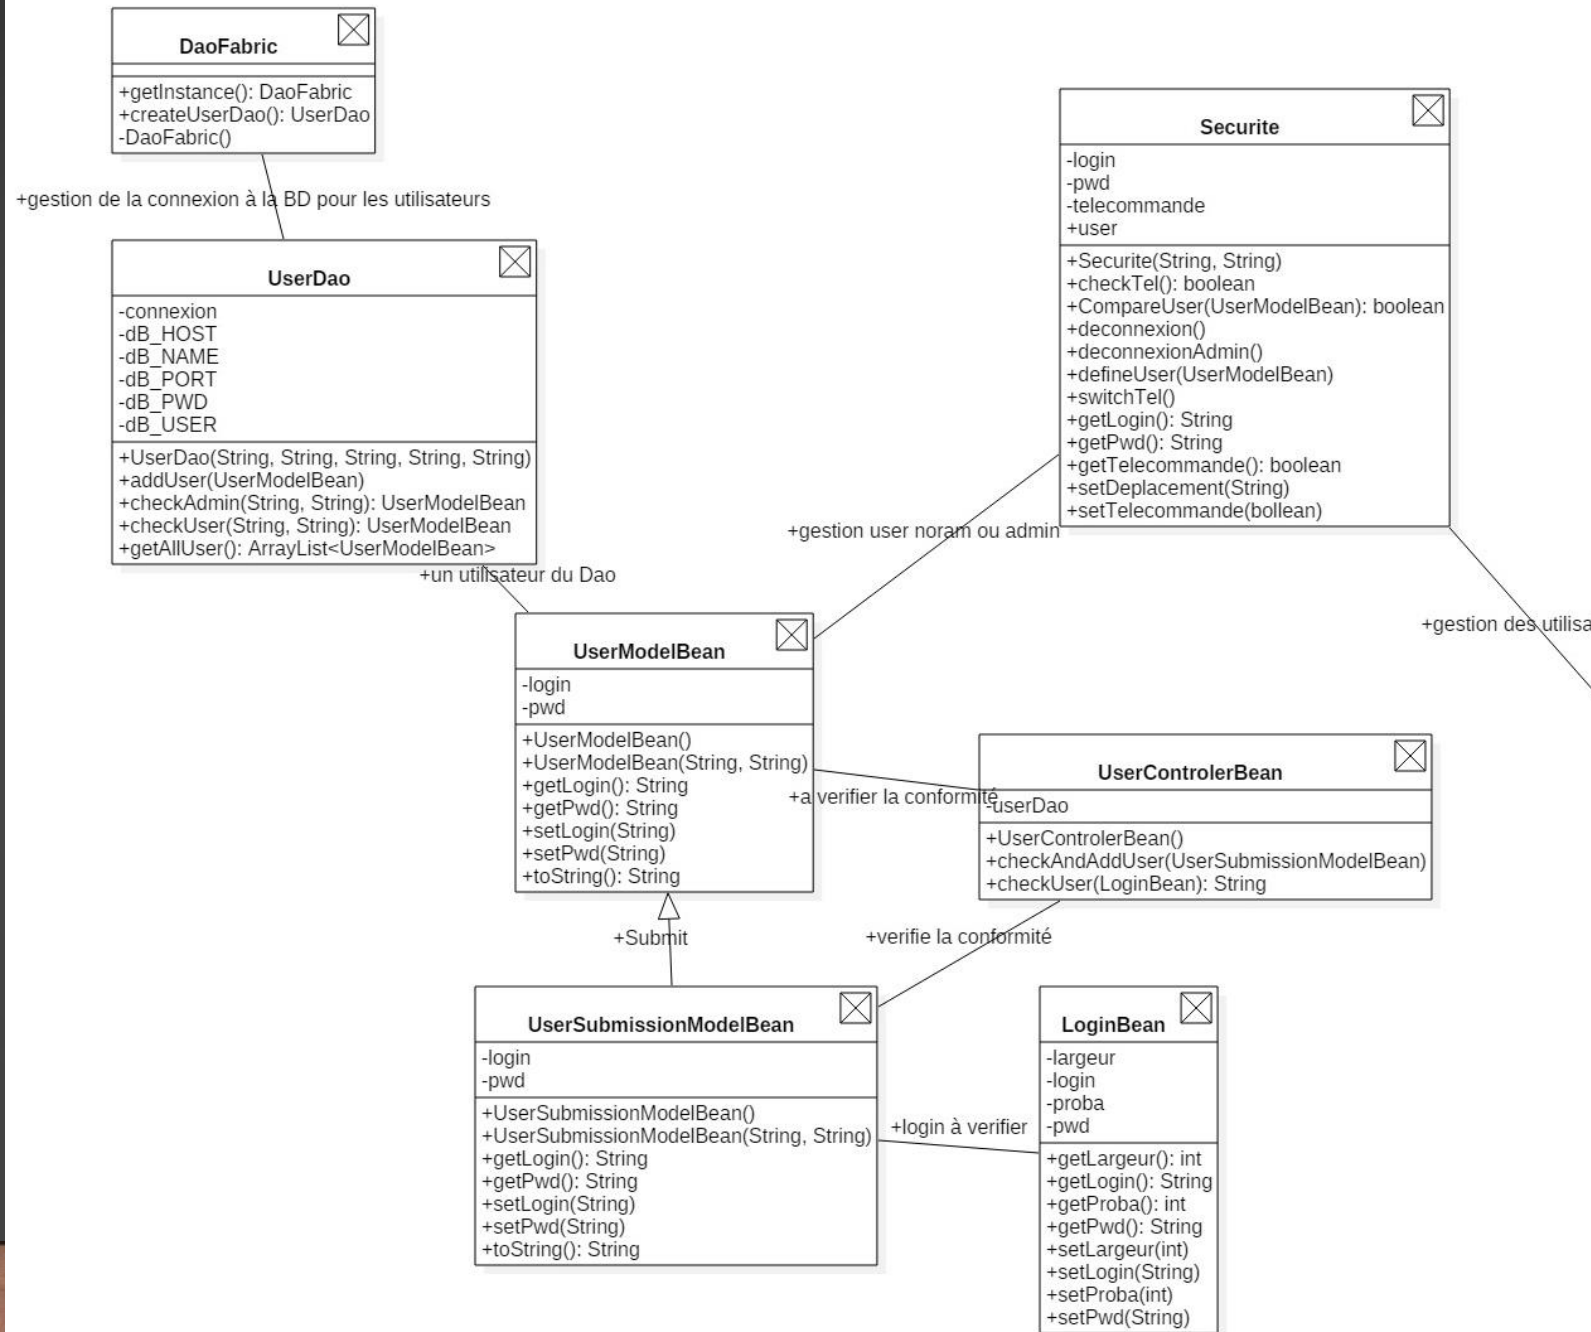 DaoFabric
+getInstance(): DaoFabric
+createUserDao(): UserDao
-DaoFabric()
+gestion de la connexion à la BD pour les utilisateurs
UserDao
-connexion
-dB_HOST
-dB_NAME
-dB_PORT
-dB_PWD
-dB_USER
+UserDao(String, String, String, String, String)
+addUser(UserModelBean)
+checkAdmin(String, String): UserModelBean
+checkUser(String, String): UserModelBean
+getAllUser(): ArrayList<UserModelBean>
+un utilisateur du Dao
Securite
-login
-pwd
-telecommande
+user
+Securite(String, String)
+checkTel(): boolean
+CompareUser(UserModelBean): boolean
+deconnexion()
+deconnexionAdmin()
+defineUser(UserModelBean)
+switchTel()
+getLogin(): String
+getPwd(): String
+getTelecommande(): boolean
+setDeplacement(String)
+setTelecommande(bollean)
+gestion user noram ou admin
+gestion des utilisa
UserModelBean
-login
-pwd
+UserModelBean()
+UserModelBean(String, String)
+getLogin(): String
+getPwd(): String
+setLogin(String)
+setPwd(String)
+toString(): String
+a verifier la conformité
UserControlerBean
-userDao
+UserControlerBean()
+checkAndAddUser(UserSubmissionModelBean)
+checkUser(LoginBean): String
+Submit
+verifie la conformité
UserSubmissionModelBean
-login
-pwd
+UserSubmissionModelBean()
+UserSubmissionModelBean(String, String)
+getLogin(): String
+getPwd(): String
+setLogin(String)
+setPwd(String)
+toString(): String
+login à verifier
LoginBean
-largeur
-login
-proba
-pwd
+getLargeur(): int
+getLogin(): String
+getProba(): int
+getPwd(): String
+setLargeur(int)
+setLogin(String)
+setProba(int)
+setPwd(String)